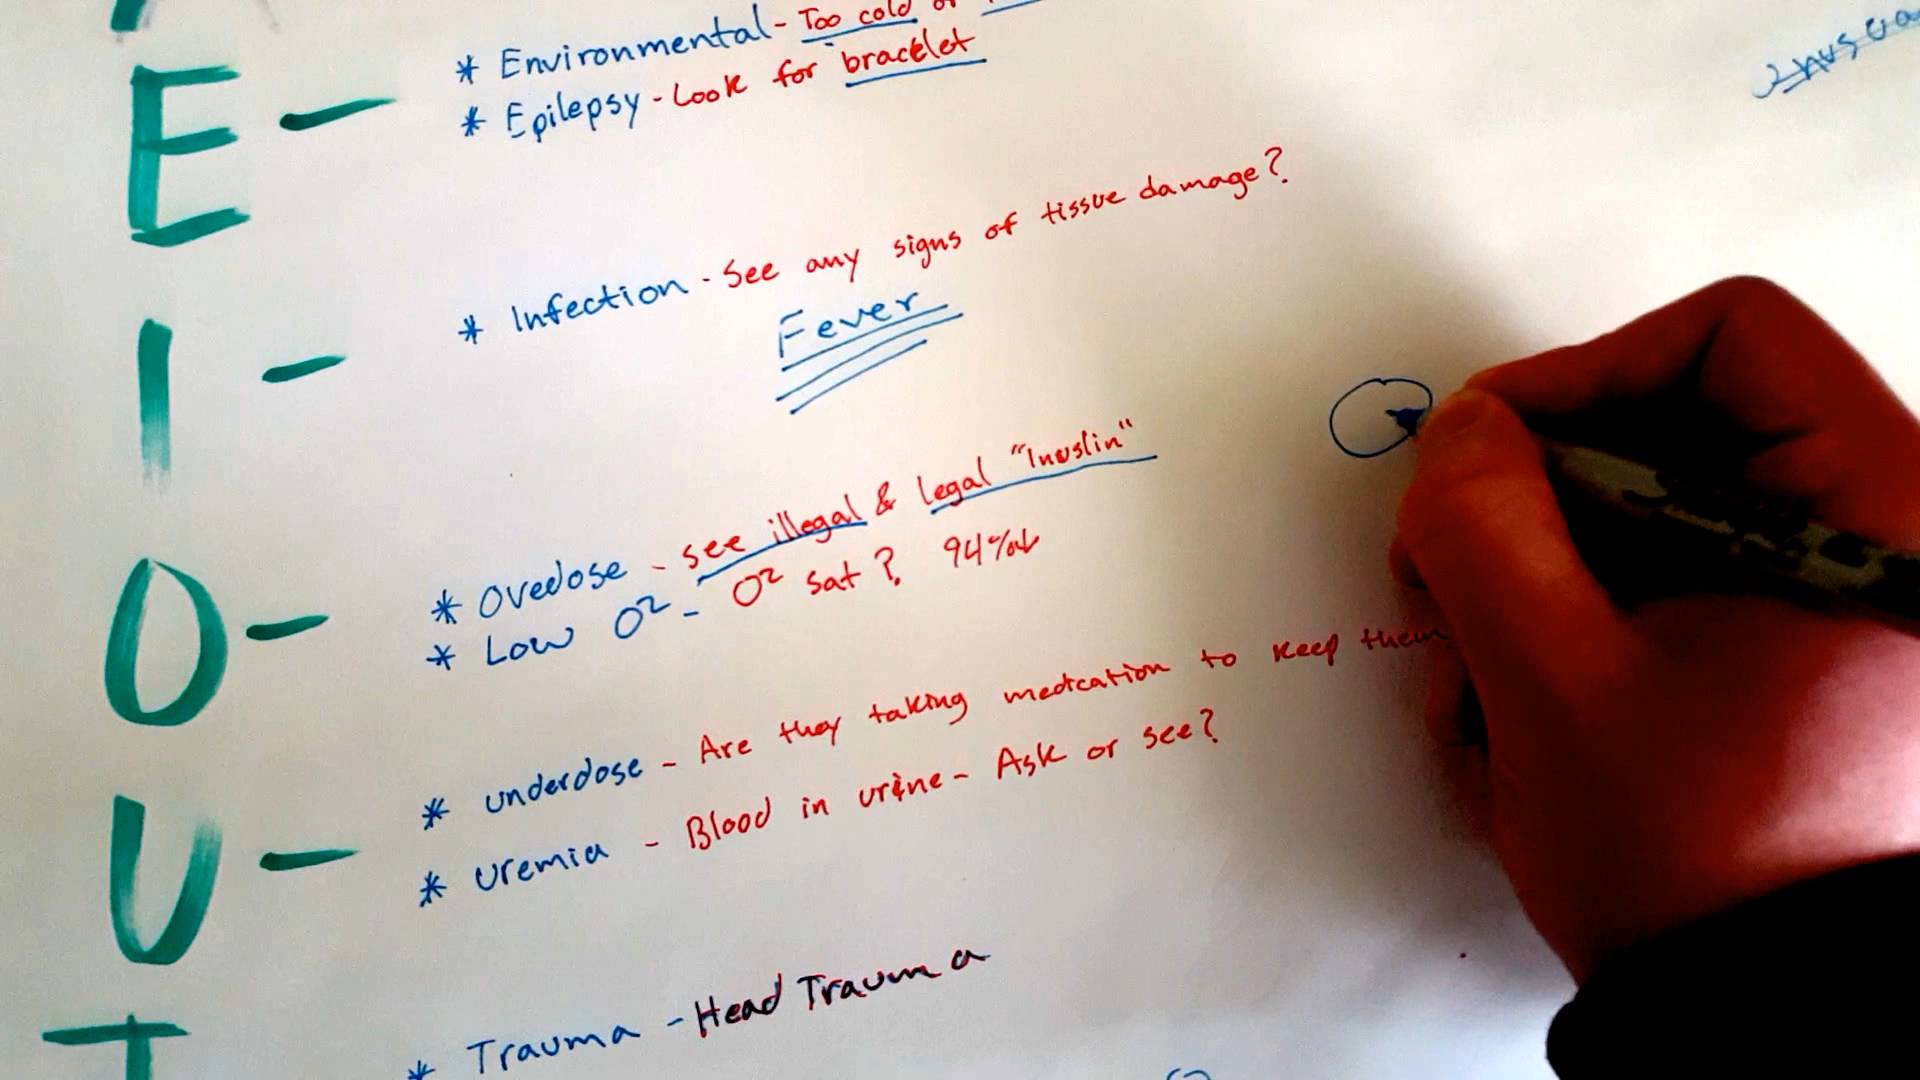 * Environmental - Too cold or
E - * Epilepsy - Look for bracelet
I - * Infection - See any signs of tissue damage?
Fever
O - * Ovedose - see illegal & legal "Inuslin"
* Low O2 - O2 sat? 94%↓
* underdose - Are they taking medcation to keep them
U - * uremia - Blood in urine - Ask or see?
T * Trauma - Head Trauma